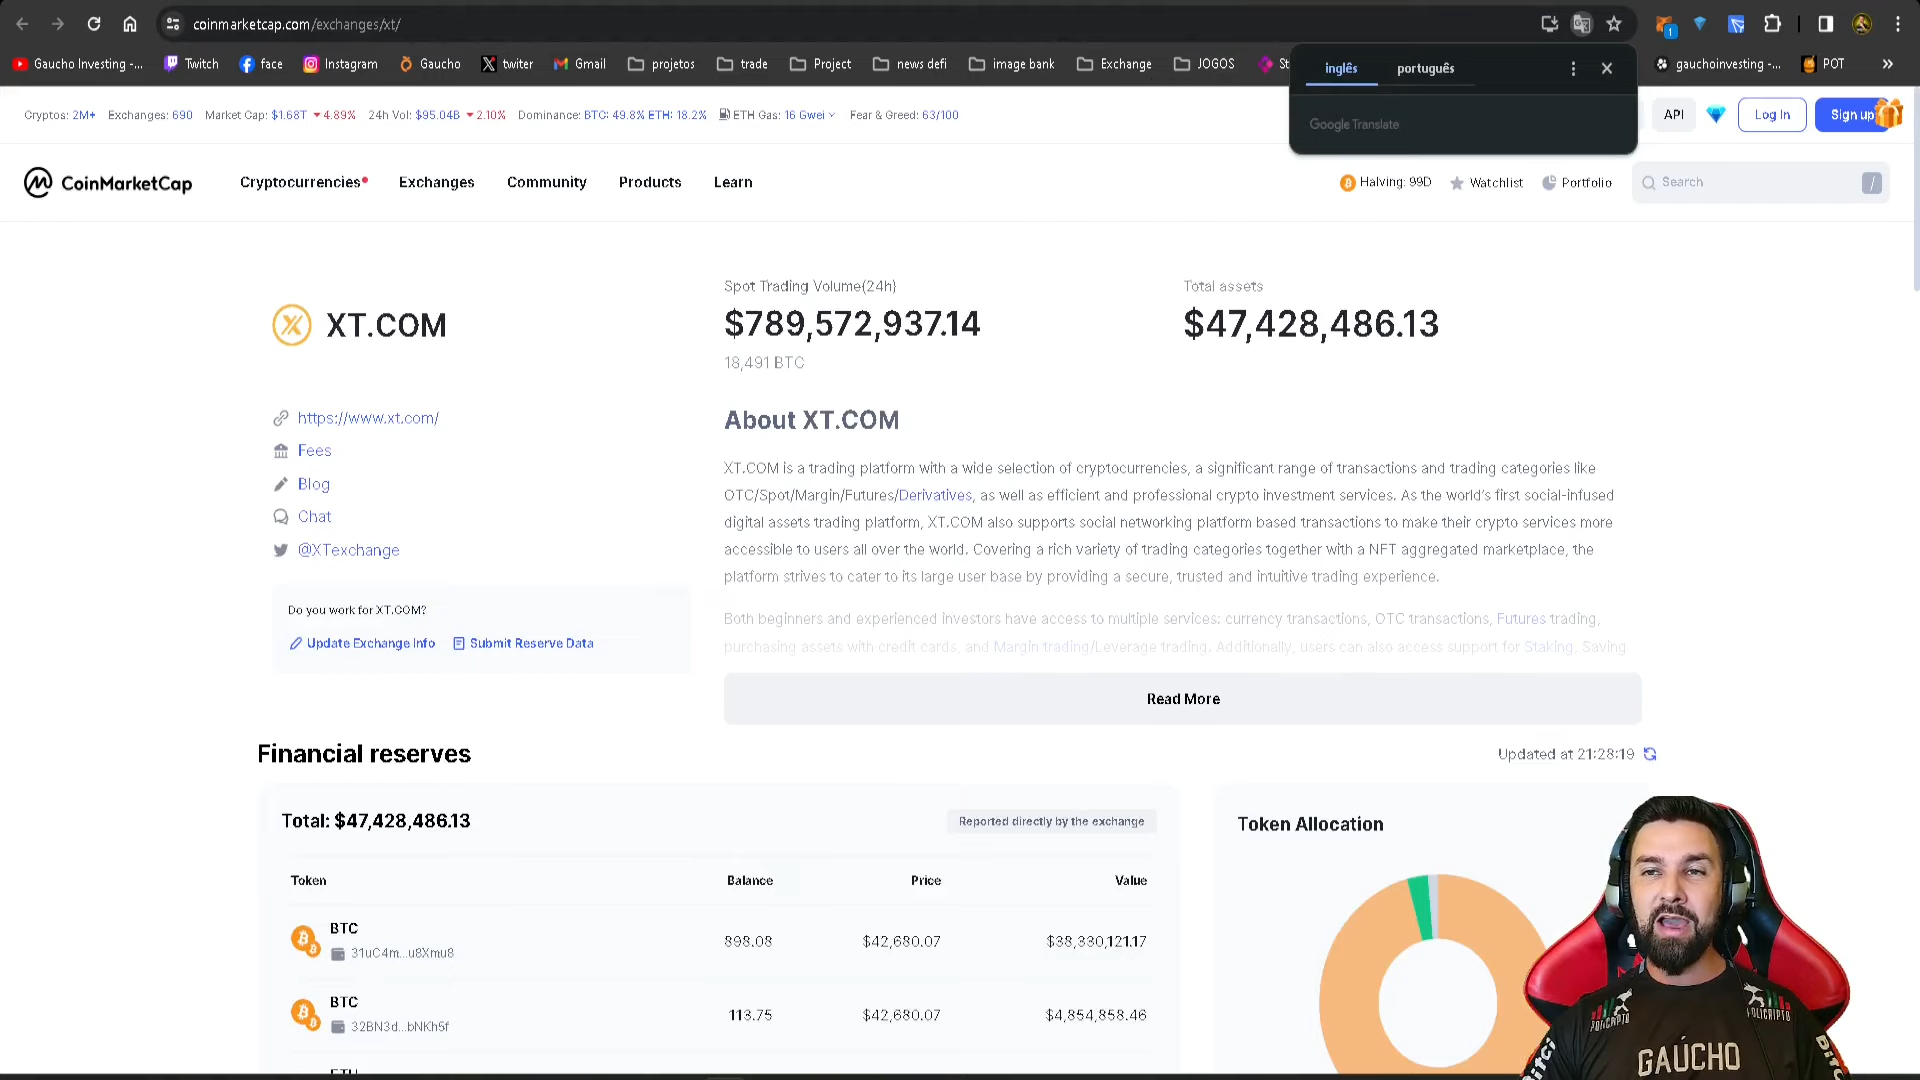 coinmarketcap.com/exchanges/xt/
Gaucho Investing -... Twitch face Instagram Gaucho twiter Gmail projetos trade Project news defi image bank Exchange JOGOS gauchoinvesting -... POT »
inglês português
Google Translate
Cryptos: 2M+ Exchanges: 690 Market Cap: $1.68T 4.89% 24h Vol: $95.04B 2.10% Dominance: BTC: 49.8% ETH: 18.2% ETH Gas: 16 Gwei Fear & Greed: 63/100
API Log In Sign up
CoinMarketCap Cryptocurrencies Exchanges Community Products Learn Halving: 99D Watchlist Portfolio Search /
XT.COM
Spot Trading Volume(24h)
$789,572,937.14
18,491 BTC
Total assets
$47,428,486.13
https://www.xt.com/
Fees
Blog
Chat
@XTexchange
Do you work for XT.COM?
Update Exchange Info Submit Reserve Data
About XT.COM
XT.COM is a trading platform with a wide selection of cryptocurrencies, a significant range of transactions and trading categories like
OTC/Spot/Margin/Futures/Derivatives, as well as efficient and professional crypto investment services. As the world's first social-infused
digital assets trading platform, XT.COM also supports social networking platform based transactions to make their crypto services more
accessible to users all over the world. Covering a rich variety of trading categories together with a NFT aggregated marketplace, the
platform strives to cater to its large user base by providing a secure, trusted and intuitive trading experience.
Both beginners and experienced investors have access to multiple services: currency transactions, OTC transactions, Futures trading,
purchasing assets with credit cards, and Margin trading/Leverage trading. Additionally, users can also access support for Staking, Saving
Read More
Financial reserves
Updated at 21:28:19
Total: $47,428,486.13
Reported directly by the exchange
Token Balance Price Value
BTC
31uC4m...u8Xmu8
898.08 $42,680.07 $38,330,121.17
BTC
32BN3d...bNKh5f
113.75 $42,680.07 $4,854,858.46
Token Allocation
POLICRIPTO
GAÚCHO
Bitci